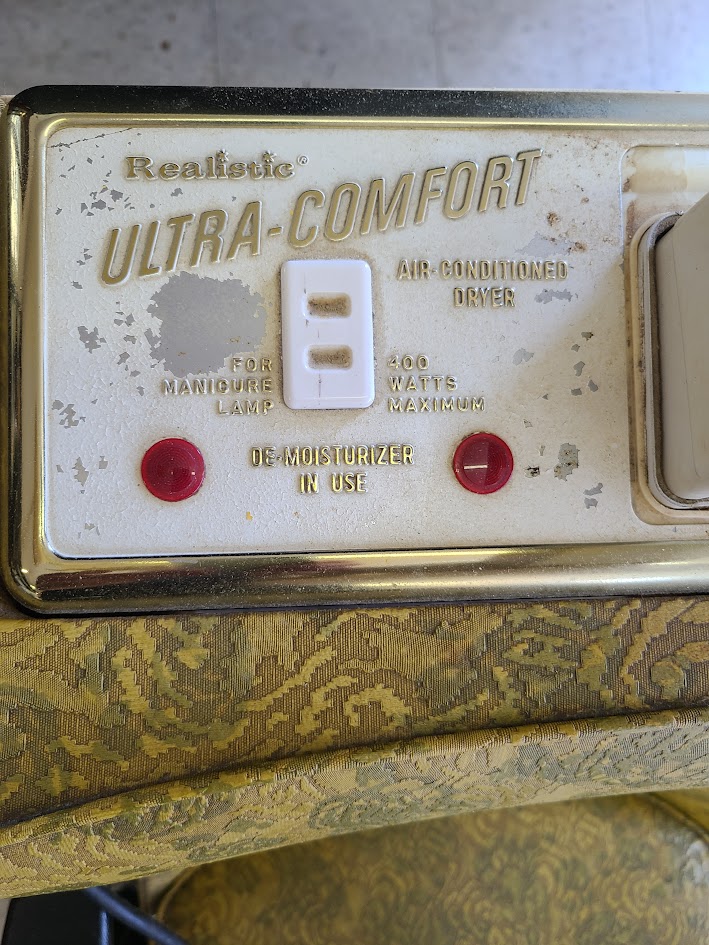 Realistic®
ULTRA-COMFORT
AIR-CONDITIONED
DRYER
FOR
MANICURE
LAMP
400
WATTS
MAXIMUM
DE-MOISTURIZER
IN USE